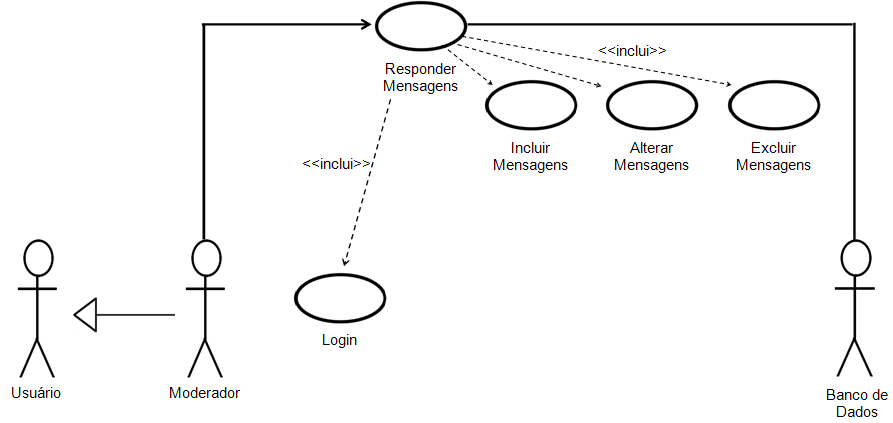 <<inclui>>
Responder
Mensagens
Incluir
Mensagens
Alterar
Mensagens
Excluir
Mensagens
<<inclui>>
Login
Usuário
Moderador
Banco de
Dados